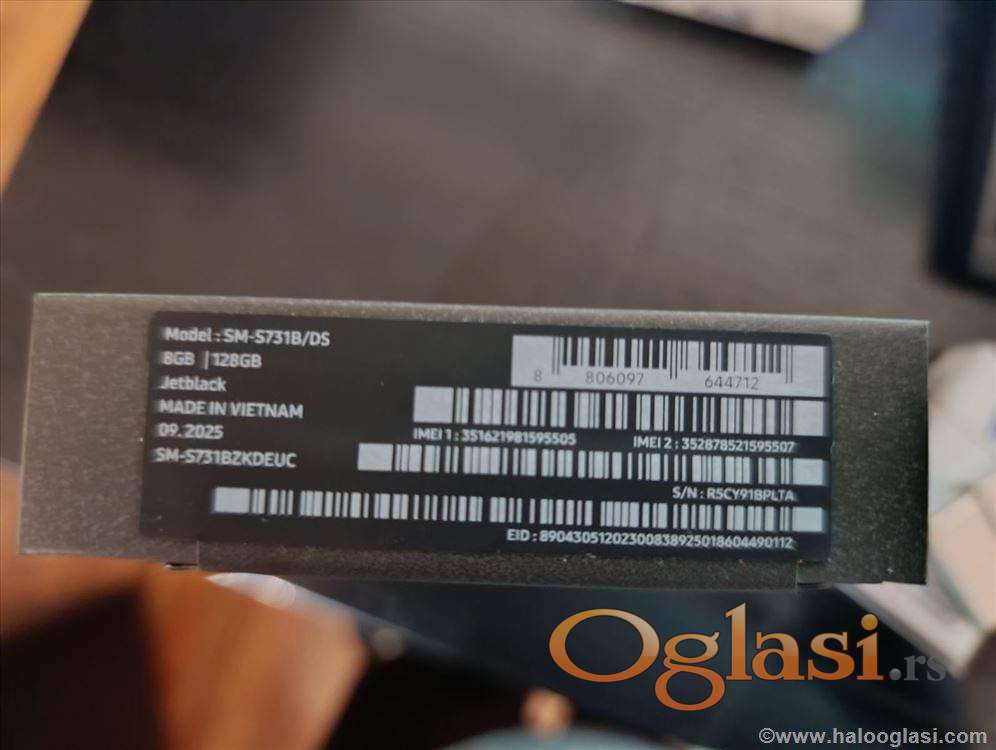 Model : SM-S731B/DS
8GB | 128GB
Jetblack
MADE IN VIETNAM
09.2025
SM-S731BZKDEUC
8 806097 644712
IMEI 1 : 351621981595505
IMEI 2 : 352878521595507
S/N : R5CY91BPLTA
EID : 89043051202300838925018604490112
Oglasi.rs
©www.halooglasi.com